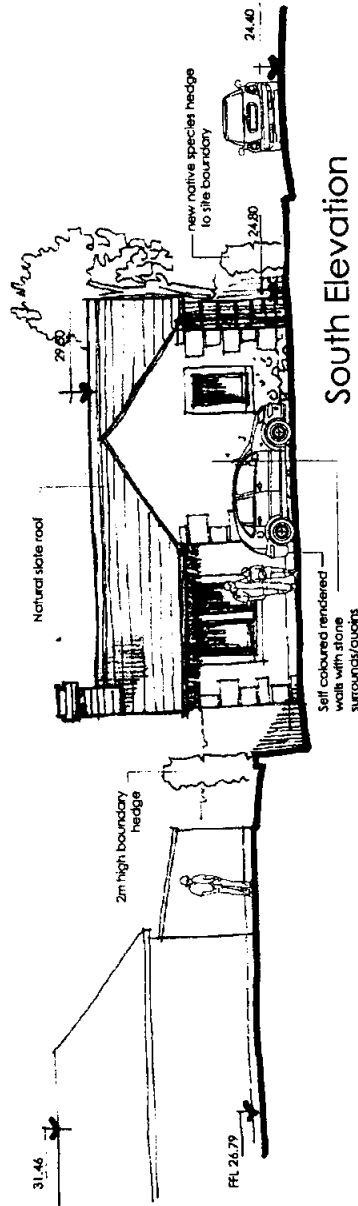 31.46
FFL 26.79
2m high boundary
hedge
Natural slate roof
29.60
new native species hedge
to site boundary
24.80
24.40
Self coloured rendered
walls with stone
surrounds/quoins
South Elevation